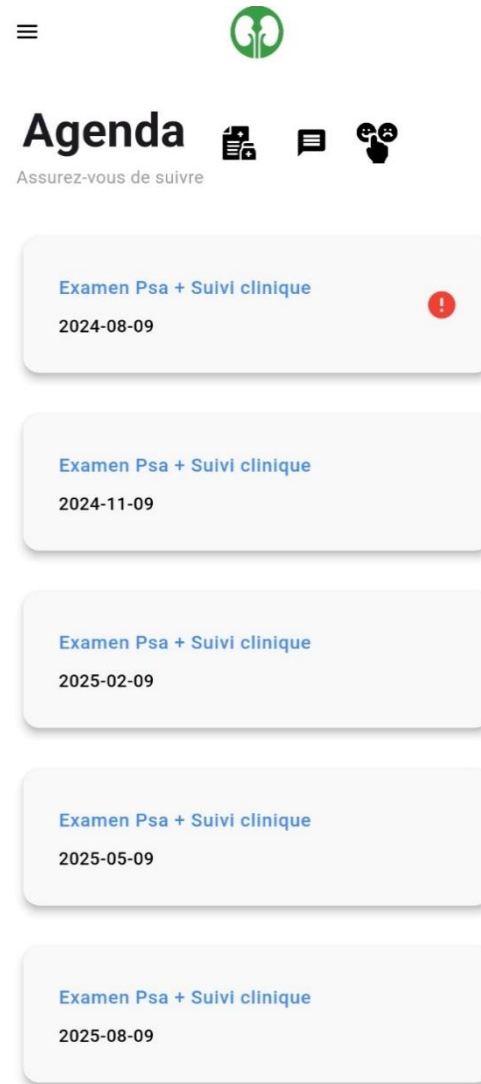 Agenda
Assurez-vous de suivre
Examen Psa + Suivi clinique
2024-08-09
Examen Psa + Suivi clinique
2024-11-09
Examen Psa + Suivi clinique
2025-02-09
Examen Psa + Suivi clinique
2025-05-09
Examen Psa + Suivi clinique
2025-08-09